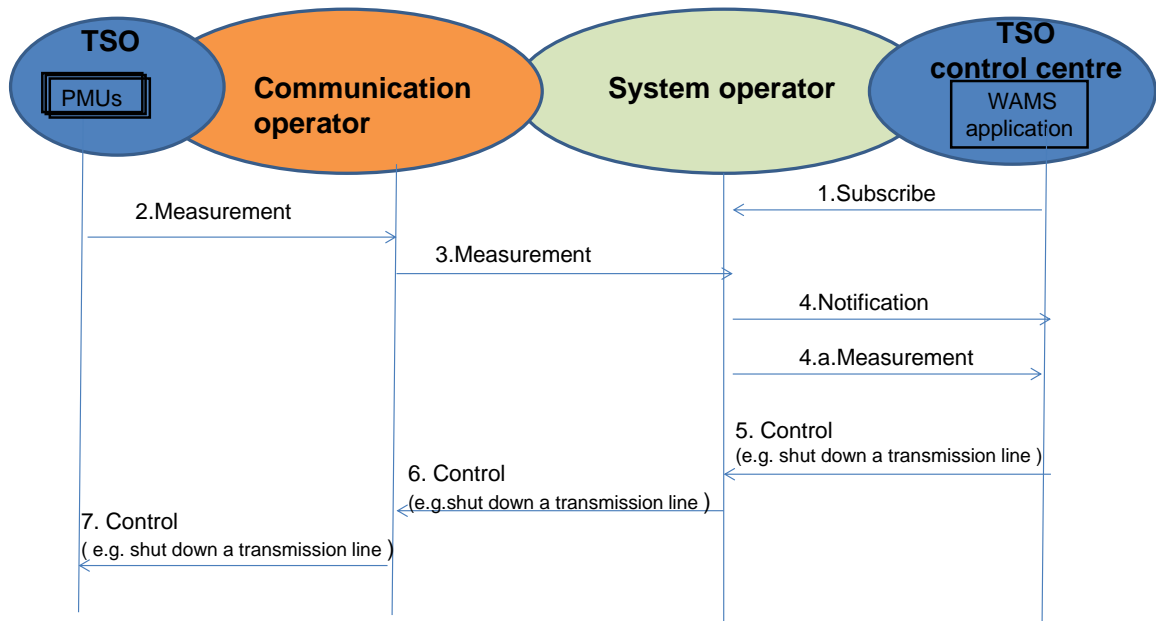 TSO
PMUs
Communication
operator
System operator
TSO
control centre
WAMS
application
1.Subscribe
2.Measurement
3.Measurement
4.Notification
4.a.Measurement
5. Control
(e.g. shut down a transmission line )
6. Control
(e.g.shut down a transmission line )
7. Control
( e.g. shut down a transmission line )